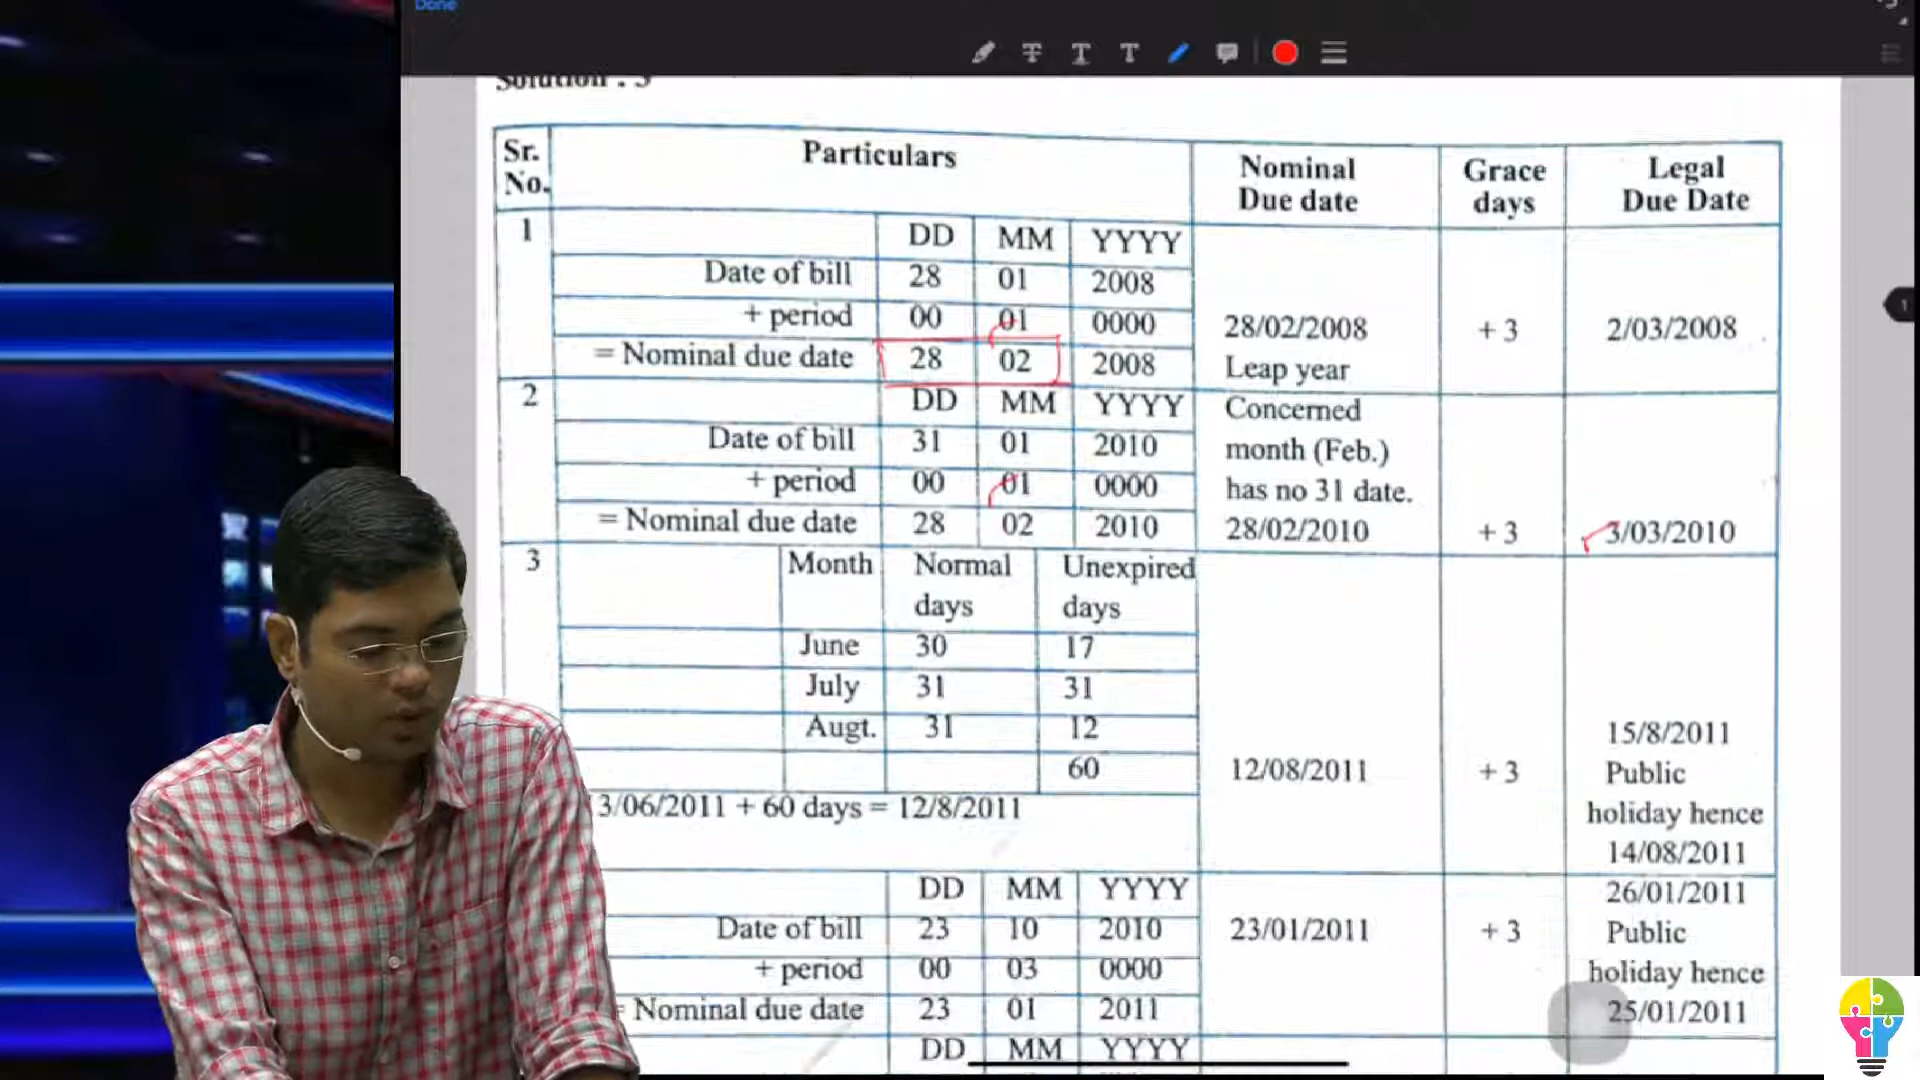 Done
Solution : 3
Sr. No. Particulars Nominal Due date Grace days Legal Due Date
1 DD MM YYYY
Date of bill 28 01 2008
+ period 00 01 0000 28/02/2008 + 3 2/03/2008
= Nominal due date 28 02 2008 Leap year
2 DD MM YYYY Concerned
Date of bill 31 01 2010 month (Feb.)
+ period 00 01 0000 has no 31 date.
= Nominal due date 28 02 2010 28/02/2010 + 3 3/03/2010
3 Month Normal days Unexpired days
June 30 17
July 31 31
Augt. 31 12 15/8/2011
60 12/08/2011 + 3 Public
3/06/2011 + 60 days = 12/8/2011 holiday hence
14/08/2011
DD MM YYYY 26/01/2011
Date of bill 23 10 2010 23/01/2011 + 3 Public
+ period 00 03 0000 holiday hence
= Nominal due date 23 01 2011 25/01/2011
DD MM YYYY